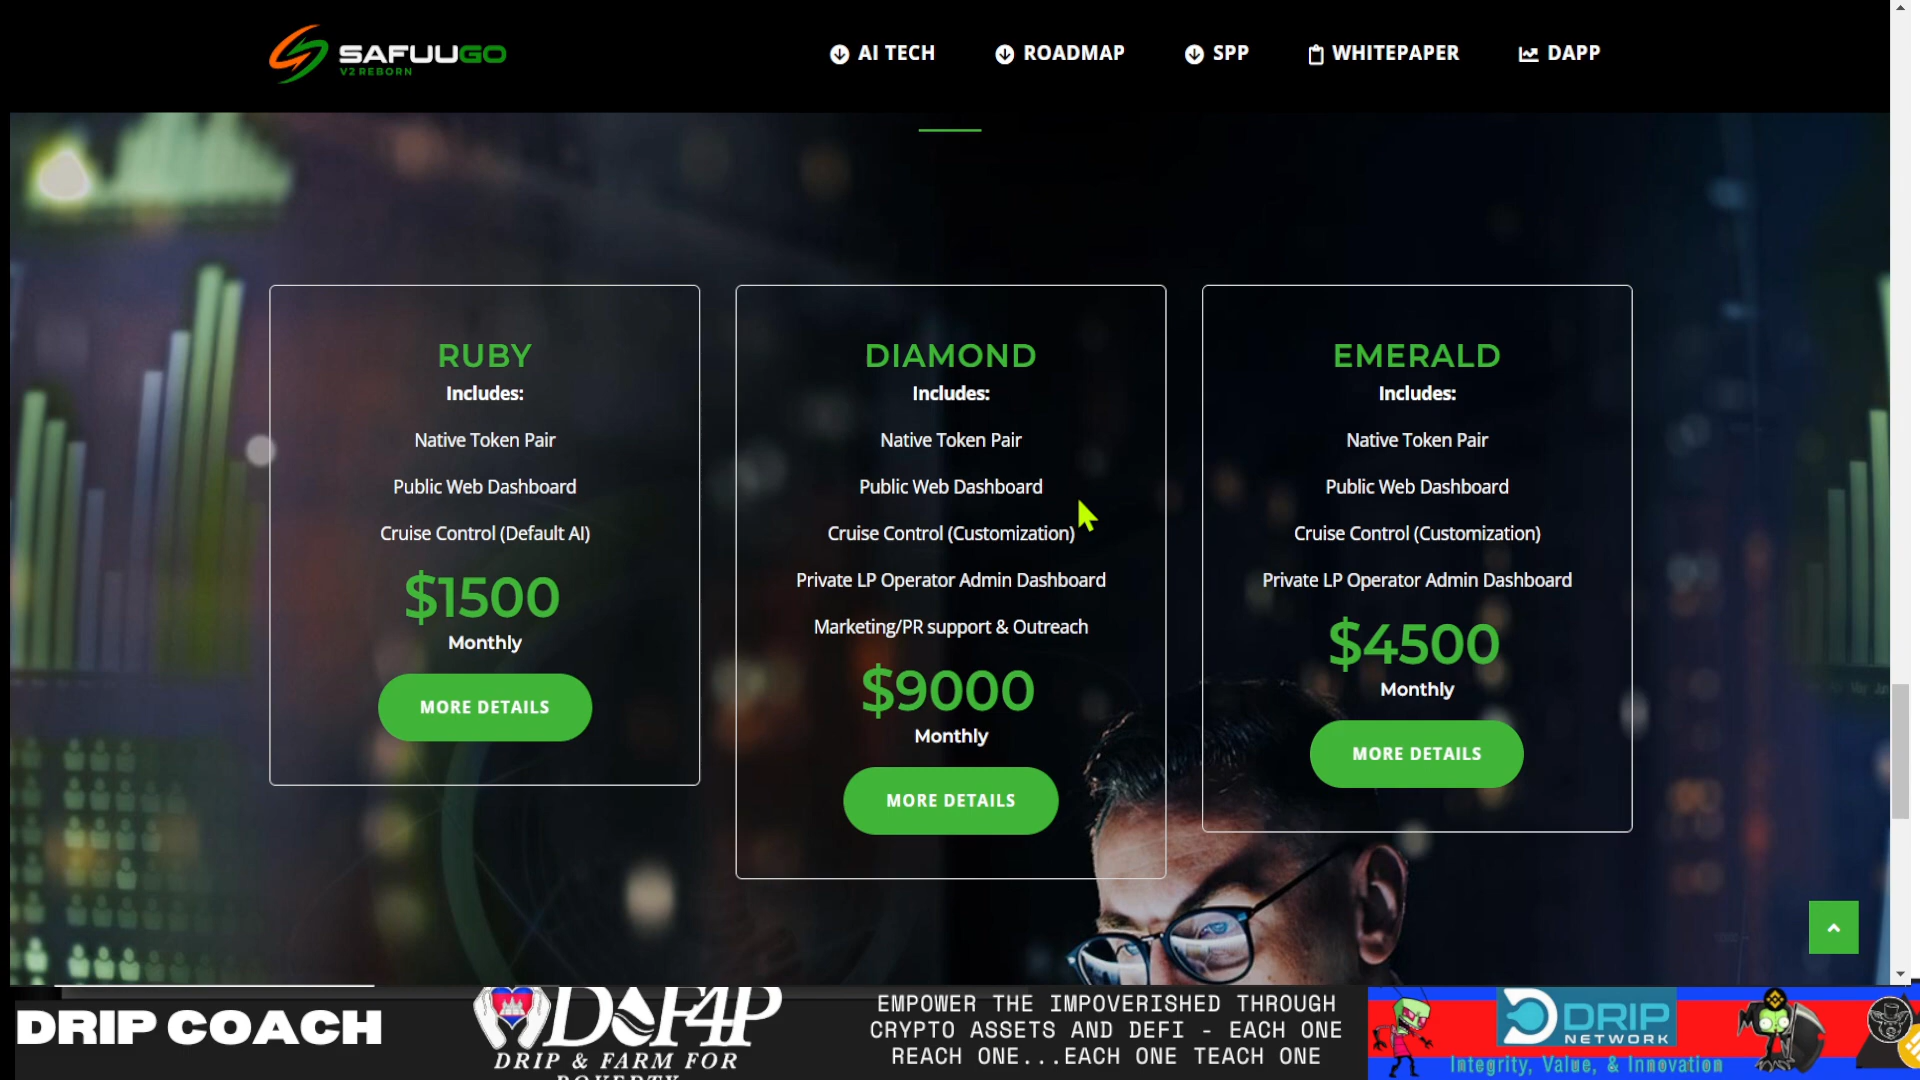 SAFUUGO
V2 REBORN
AI TECH
ROADMAP
SPP
WHITEPAPER
DAPP
RUBY
Includes:
Native Token Pair
Public Web Dashboard
Cruise Control (Default AI)
$1500
Monthly
MORE DETAILS
DIAMOND
Includes:
Native Token Pair
Public Web Dashboard
Cruise Control (Customization)
Private LP Operator Admin Dashboard
Marketing/PR support & Outreach
$9000
Monthly
MORE DETAILS
EMERALD
Includes:
Native Token Pair
Public Web Dashboard
Cruise Control (Customization)
Private LP Operator Admin Dashboard
$4500
Monthly
MORE DETAILS
DRIP COACH
D&F4P
DRIP & FARM FOR
POVERTY
EMPOWER THE IMPOVERISHED THROUGH
CRYPTO ASSETS AND DEFI - EACH ONE
REACH ONE...EACH ONE TEACH ONE
DRIP
NETWORK
Integrity, Value, & Innovation